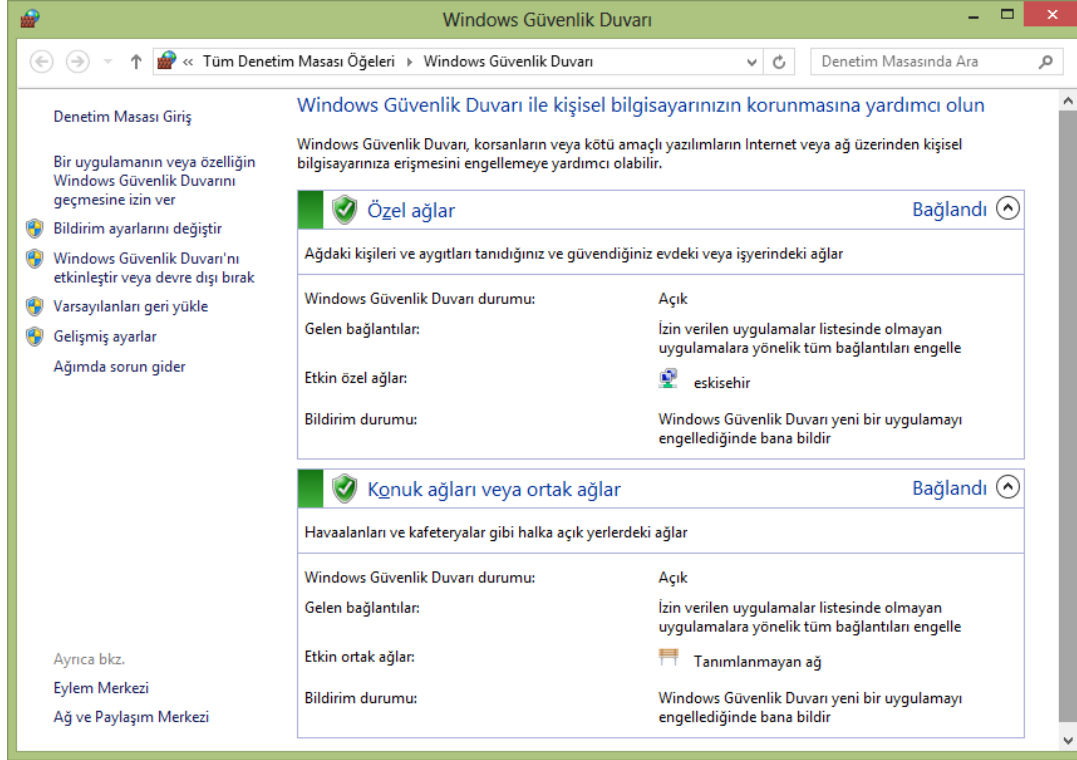 Windows Güvenlik Duvarı
« Tüm Denetim Masası Öğeleri Windows Güvenlik Duvarı
Denetim Masasında Ara
Denetim Masası Giriş
Bir uygulamanın veya özelliğin
Windows Güvenlik Duvarını
geçmesine izin ver
Bildirim ayarlarını değiştir
Windows Güvenlik Duvarı'nı
etkinleştir veya devre dışı bırak
Varsayılanları geri yükle
Gelişmiş ayarlar
Ağımda sorun gider
Ayrıca bkz.
Eylem Merkezi
Ağ ve Paylaşım Merkezi
Windows Güvenlik Duvarı ile kişisel bilgisayarınızın korunmasına yardımcı olun
Windows Güvenlik Duvarı, korsanların veya kötü amaçlı yazılımların Internet veya ağ üzerinden kişisel
bilgisayarınıza erişmesini engellemeye yardımcı olabilir.
Özel ağlar Bağlandı
Ağdaki kişileri ve aygıtları tanıdığınız ve güvendiğiniz evdeki veya işyerindeki ağlar
Windows Güvenlik Duvarı durumu: Açık
Gelen bağlantılar: İzin verilen uygulamalar listesinde olmayan
uygulamalara yönelik tüm bağlantıları engelle
Etkin özel ağlar: eskisehir
Bildirim durumu: Windows Güvenlik Duvarı yeni bir uygulamayı
engellediğinde bana bildir
Konuk ağları veya ortak ağlar Bağlandı
Havaalanları ve kafeteryalar gibi halka açık yerlerdeki ağlar
Windows Güvenlik Duvarı durumu: Açık
Gelen bağlantılar: İzin verilen uygulamalar listesinde olmayan
uygulamalara yönelik tüm bağlantıları engelle
Etkin ortak ağlar: Tanımlanmayan ağ
Bildirim durumu: Windows Güvenlik Duvarı yeni bir uygulamayı
engellediğinde bana bildir